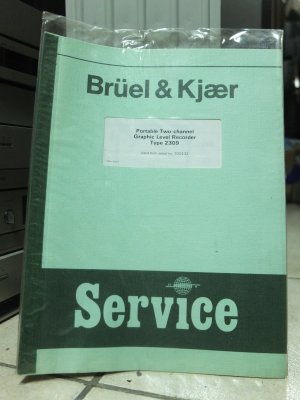 Brüel & Kjær
Portable Two-channel
Graphic Level Recorder
Type 2309
Service